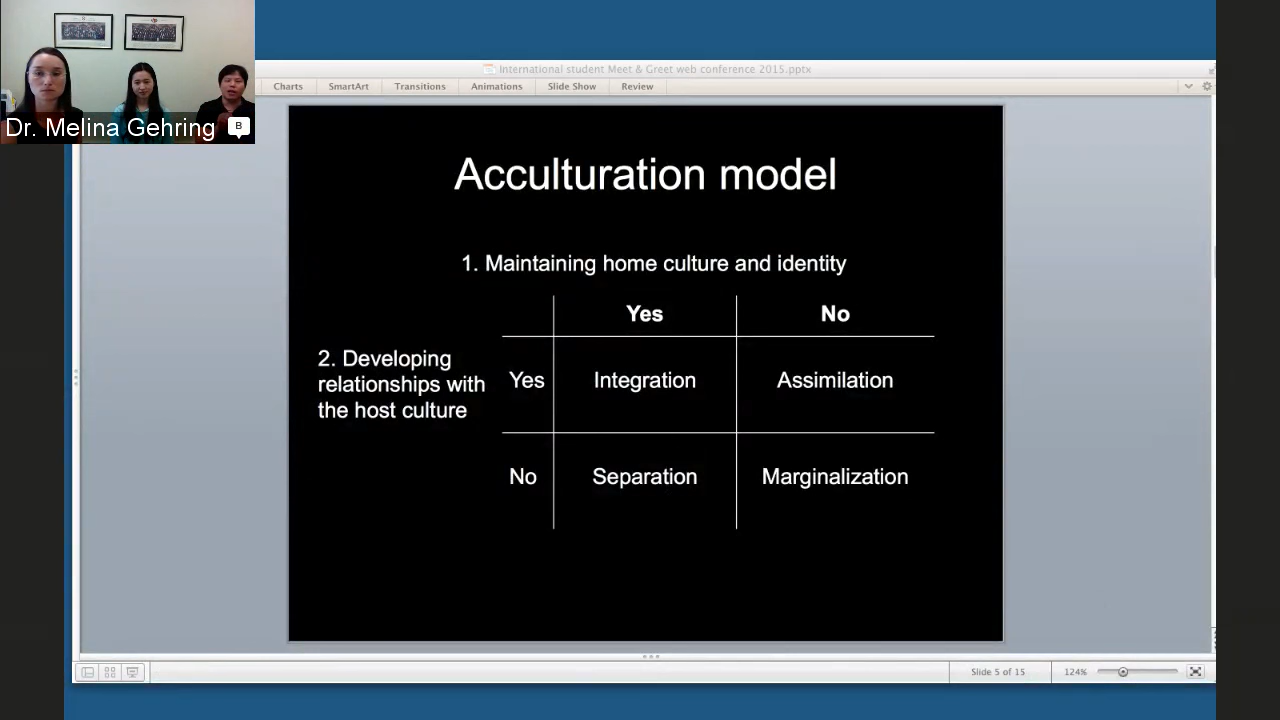 International student Meet & Greet web conference 2015.pptx
Charts SmartArt Transitions Animations Slide Show Review
Dr. Melina Gehring B
Acculturation model
1. Maintaining home culture and identity
Yes No
2. Developing
relationships with
the host culture
Yes Integration Assimilation
No Separation Marginalization
Slide 5 of 15 124%